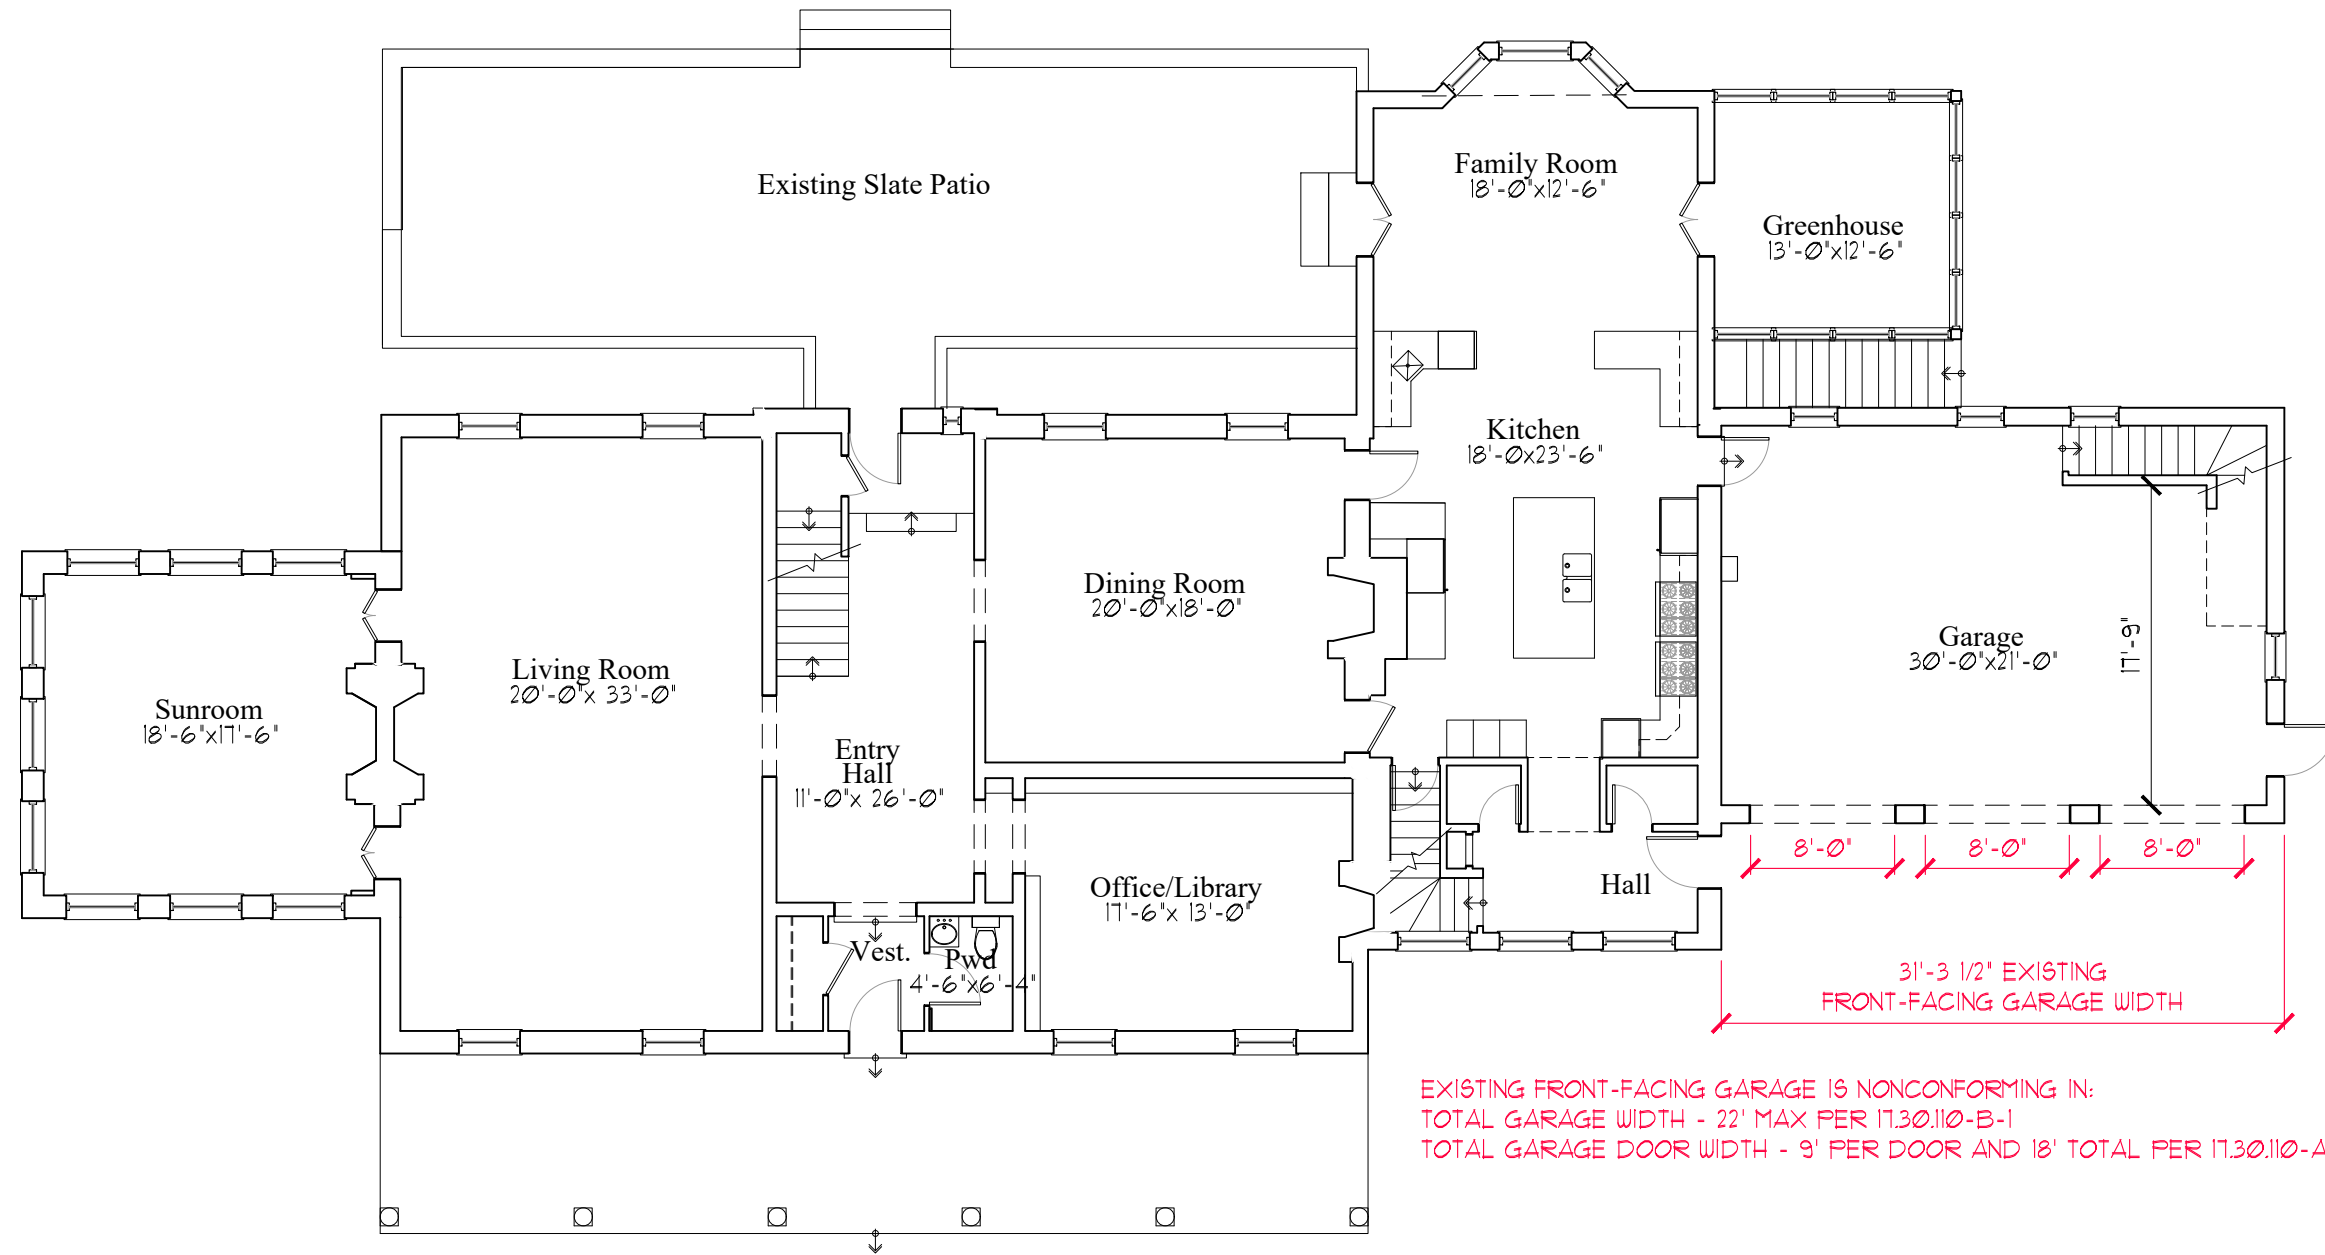 Existing Slate Patio
Family Room
18'-0"x12'-6"
Greenhouse
13'-0"x12'-6"
Kitchen
18'-0x23'-6"
Dining Room
20'-0"x18'-0"
Garage
30'-0"x21'-0"
17'-9"
Living Room
20'-0"x 33'-0"
Sunroom
18'-6"x17'-6"
Entry
Hall
11'-0"x 26'-0"
Office/Library
17'-6"x 13'-0"
Hall
8'-0"
8'-0"
8'-0"
Vest.
Pwd
4'-6"x6'-4"
31'-3 1/2" EXISTING
FRONT-FACING GARAGE WIDTH
EXISTING FRONT-FACING GARAGE IS NONCONFORMING IN:
TOTAL GARAGE WIDTH - 22' MAX PER 17.30.110-B-1
TOTAL GARAGE DOOR WIDTH - 9' PER DOOR AND 18' TOTAL PER 17.30.110-A